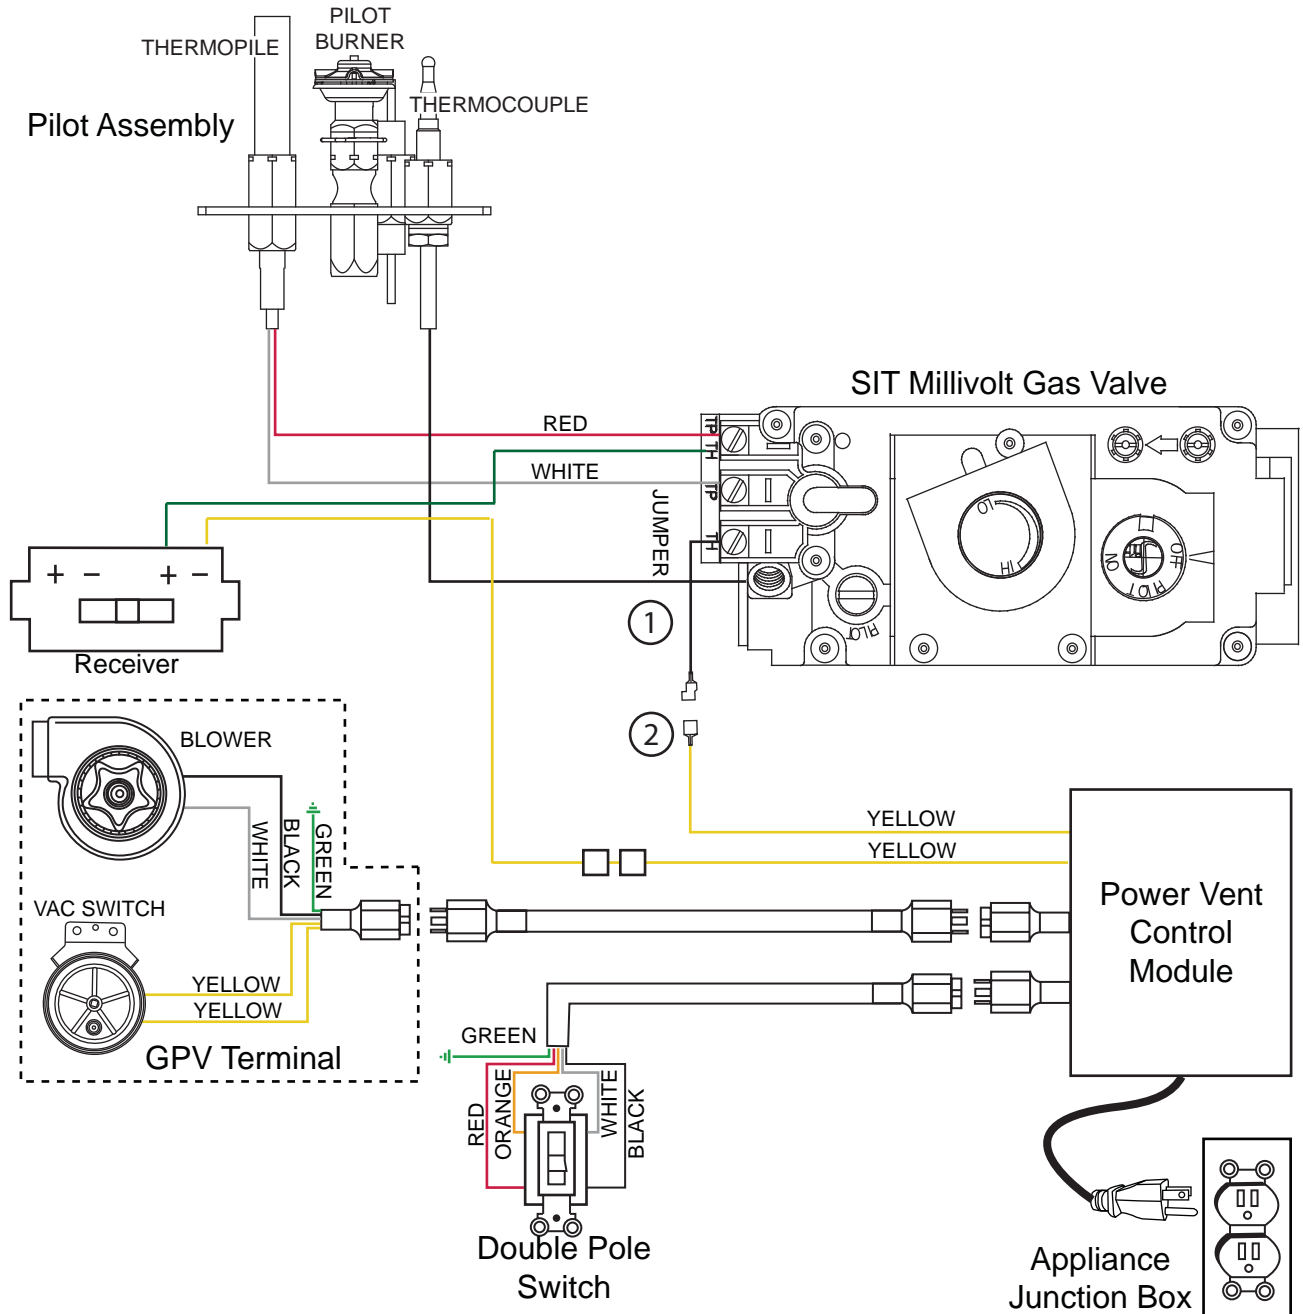 PILOT
BURNER
THERMOPILE
THERMOCOUPLE
Pilot Assembly
SIT Millivolt Gas Valve
RED
WHITE
TP
TH
TP
TH
JUMPER
LO
HI
OFF
PILOT
ON
PILOT
+ − + −
Receiver
1
2
BLOWER
WHITE
BLACK
GREEN
VAC SWITCH
YELLOW
YELLOW
GPV Terminal
YELLOW
YELLOW
Power Vent
Control
Module
GREEN
RED
ORANGE
WHITE
BLACK
Double Pole
Switch
Appliance
Junction Box